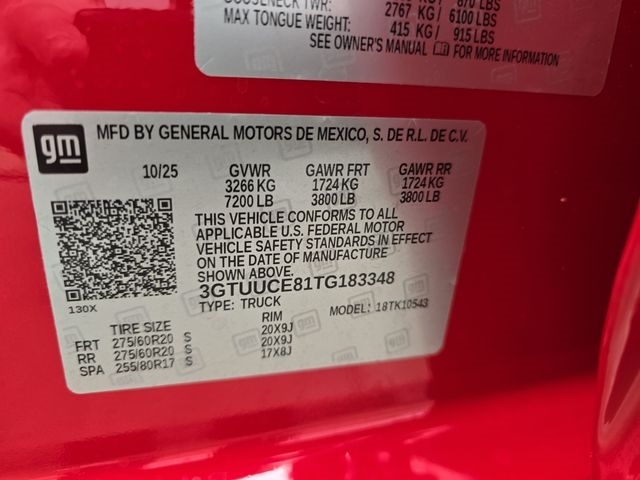 2767 KG / 6100 LBS
MAX TONGUE WEIGHT: 415 KG / 915 LBS
SEE OWNER'S MANUAL FOR MORE INFORMATION
gm
MFD BY GENERAL MOTORS DE MEXICO, S. DE R.L. DE C.V.
10/25 GVWR GAWR FRT GAWR RR
3266 KG 1724 KG 1724 KG
7200 LB 3800 LB 3800 LB
THIS VEHICLE CONFORMS TO ALL
APPLICABLE U.S. FEDERAL MOTOR
VEHICLE SAFETY STANDARDS IN EFFECT
ON THE DATE OF MANUFACTURE
SHOWN ABOVE.
3GTUUCE81TG183348
130X
TYPE: TRUCK MODEL: 18TK10543
TIRE SIZE RIM
FRT 275/60R20 S 20X9J
RR 275/60R20 S 20X9J
SPA 255/80R17 S 17X8J